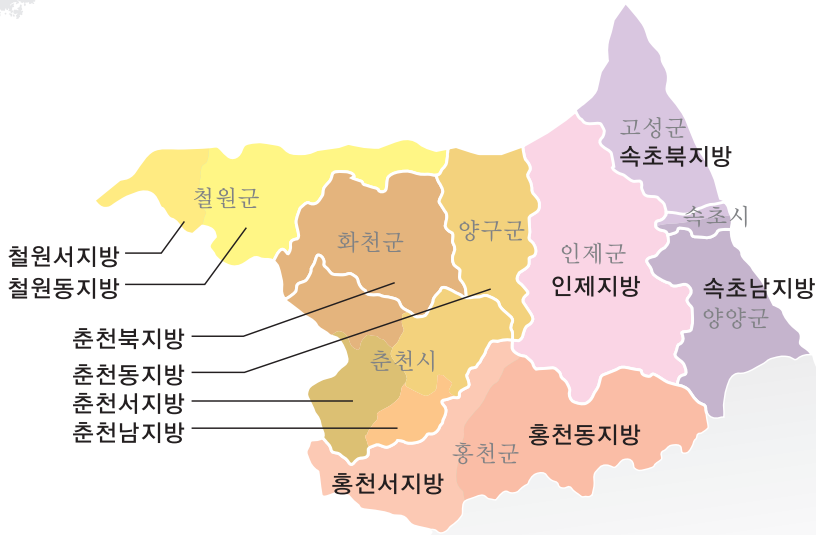 고성군
속초북지방
철원군
속초시
화천군
양구군
인제군
철원서지방
인제지방
철원동지방
속초남지방
양양군
춘천북지방
춘천시
춘천동지방
춘천서지방
춘천남지방
홍천동지방
홍천군
홍천서지방